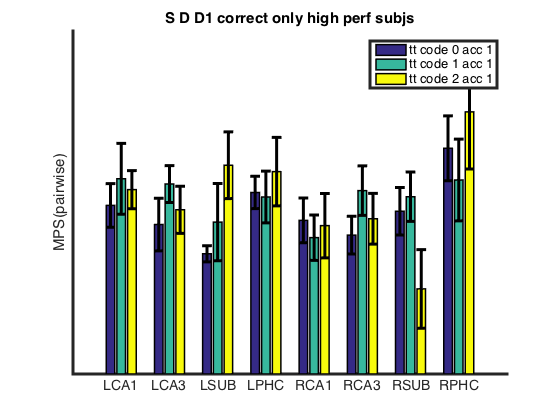 S D D1 correct only high perf subjs
tt code 0 acc 1
tt code 1 acc 1
tt code 2 acc 1
MPS(pairwise)
LCA1 LCA3 LSUB LPHC RCA1 RCA3 RSUB RPHC